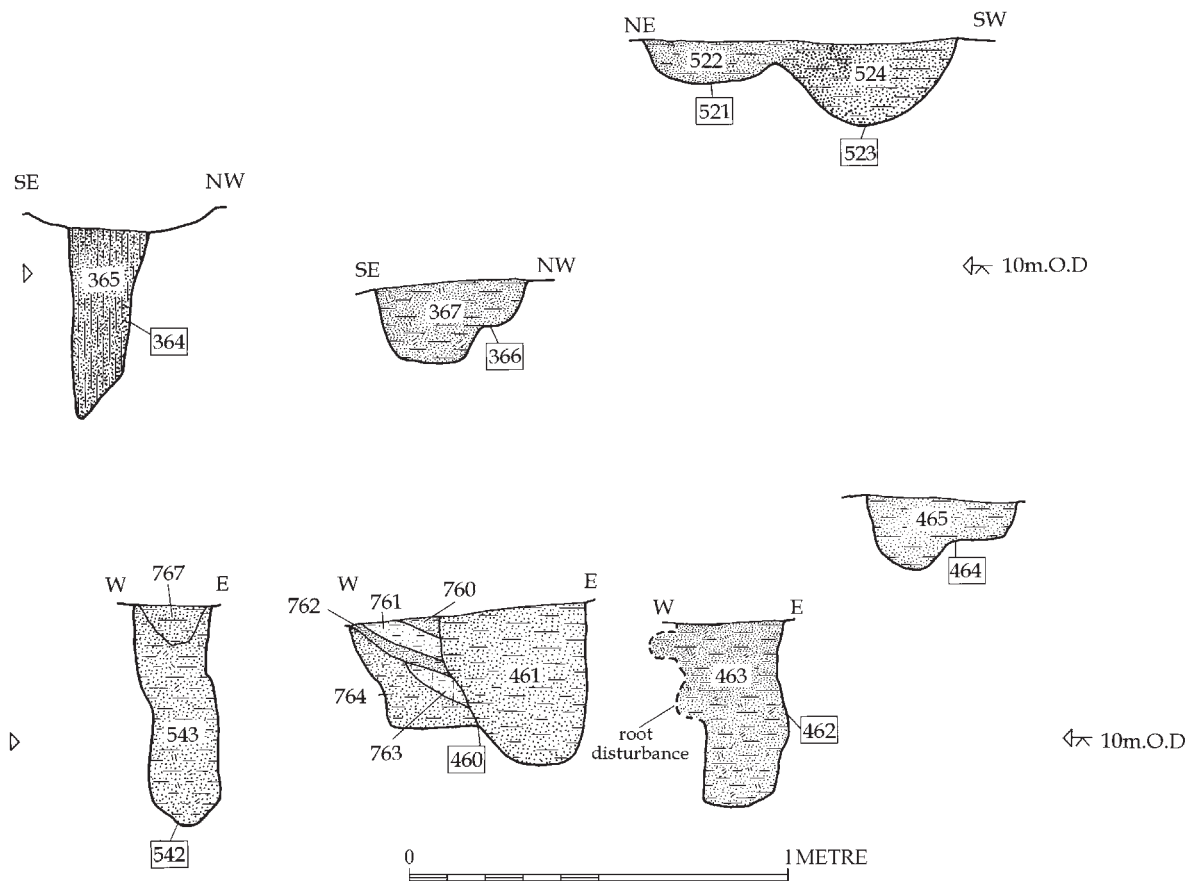 NE SW
522 524
521
523
SE NW
365
364
SE NW
367
366
10m.O.D
465
464
W 767 E
543
542
W E
762 761 760
461
764
763
460
W E
463
462
root
disturbance
10m.O.D
0 1 METRE